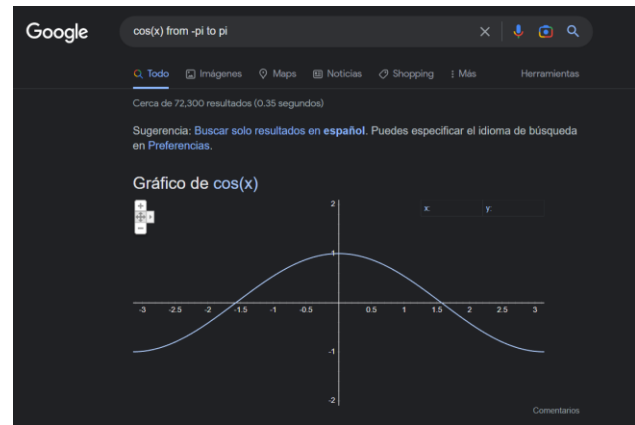 Google
cos(x) from -pi to pi
Todo Imágenes Maps Noticias Shopping Más Herramientas
Cerca de 72,300 resultados (0.35 segundos)
Sugerencia: Buscar solo resultados en español. Puedes especificar el idioma de búsqueda
en Preferencias.
Gráfico de cos(x)
2
x: y:
1
-3 -2.5 -2 -1.5 -1 -0.5 0.5 1 1.5 2 2.5 3
-1
-2
Comentarios